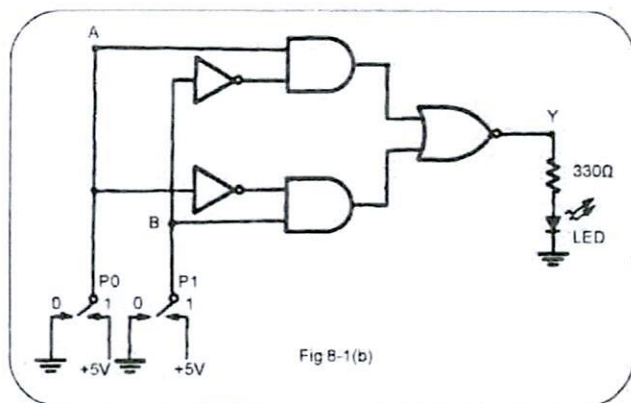 A
Y
330Ω
B
LED
P0 P1
0 1 0 1
+5V +5V
Fig 8-1(b)